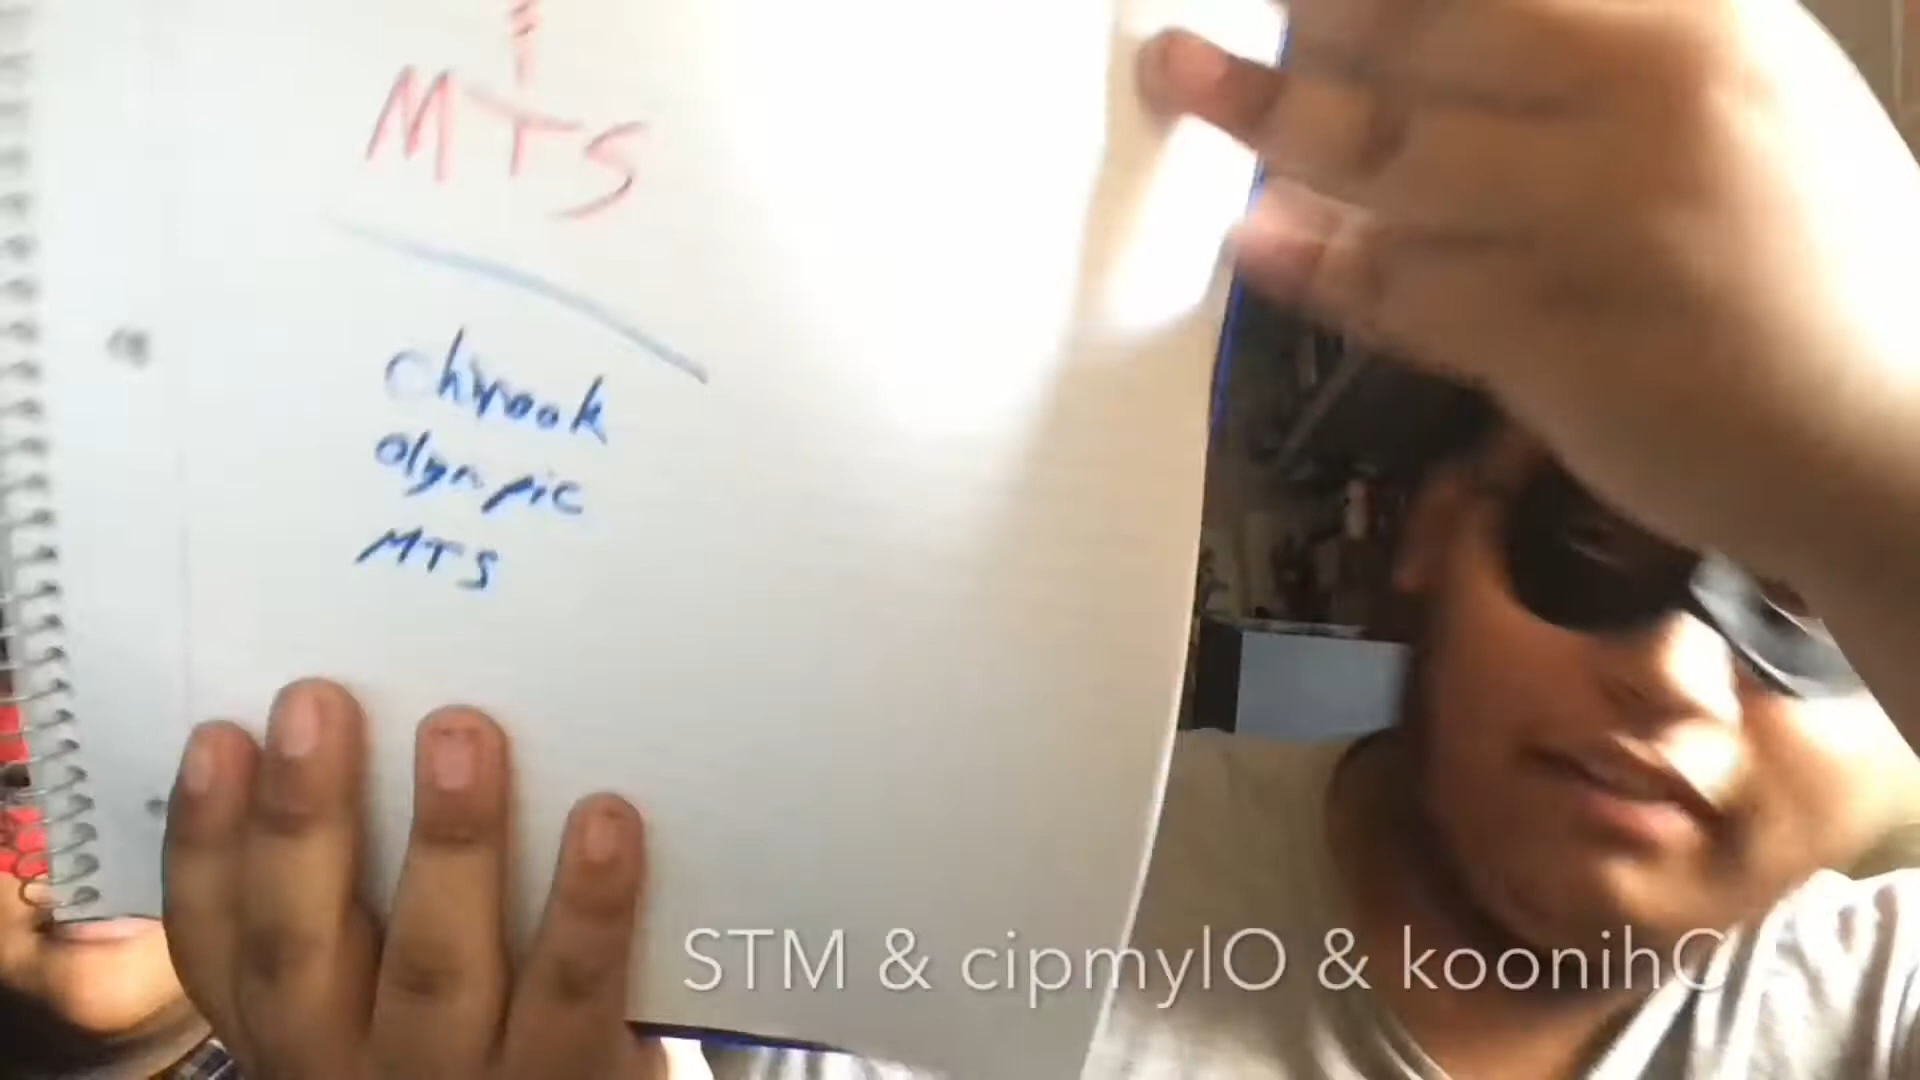 MTS
chinook
olympic
MTS
STM & cipmylO & koonihC